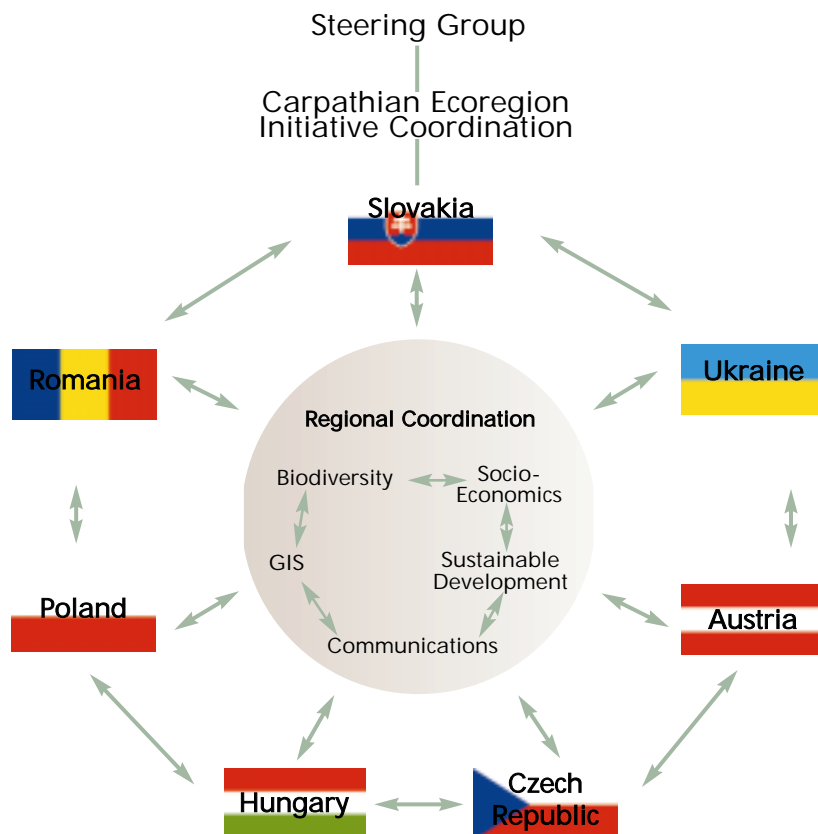 Steering Group
Carpathian Ecoregion
Initiative Coordination
Slovakia
Romania
Ukraine
Regional Coordination
Biodiversity
Socio-
Economics
GIS
Sustainable
Development
Communications
Poland
Austria
Hungary
Czech
Republic